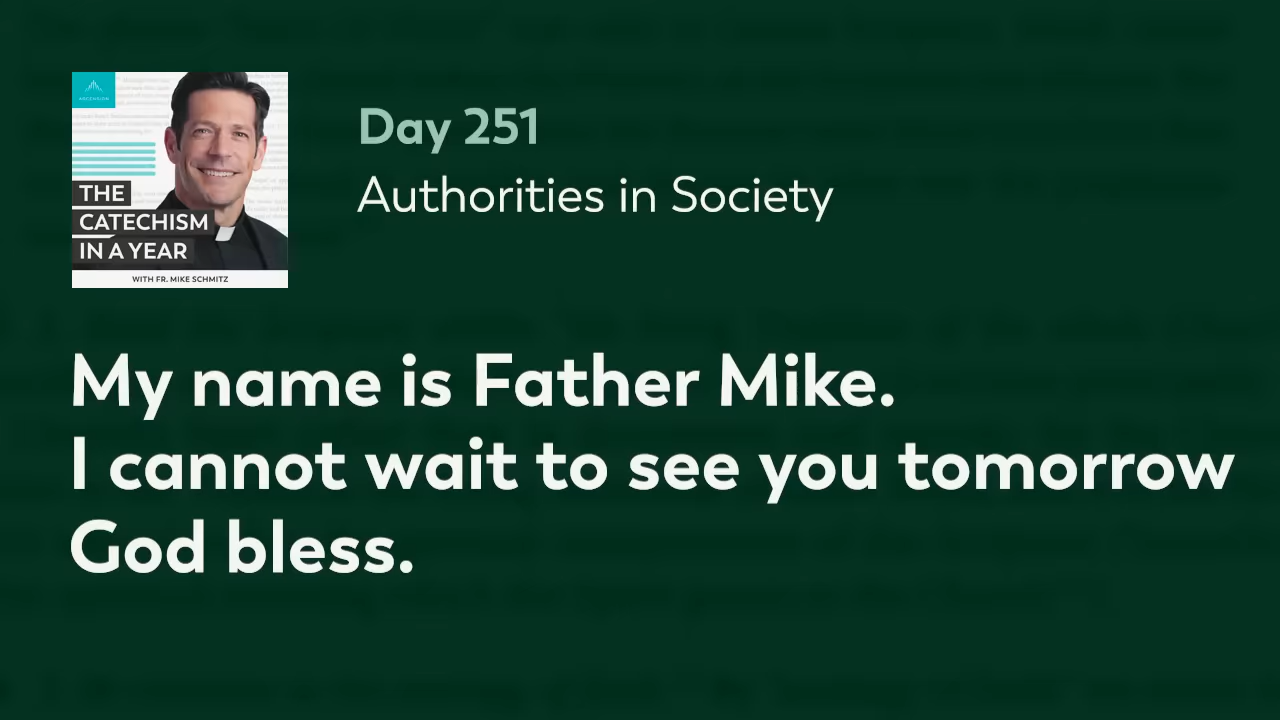 ASCENSION
THE
CATECHISM
IN A YEAR
WITH FR. MIKE SCHMITZ
Day 251
Authorities in Society
My name is Father Mike.
I cannot wait to see you tomorrow
God bless.